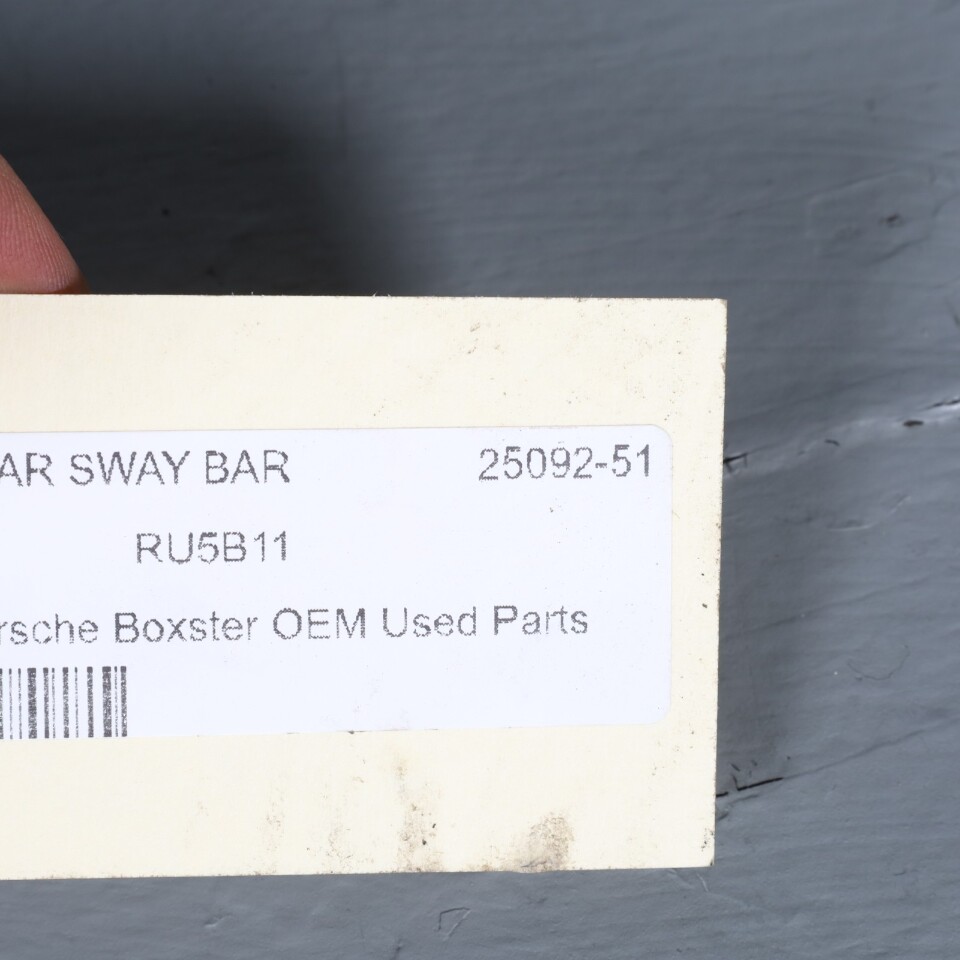 AR SWAY BAR 25092-51
RU5B11
rsche Boxster OEM Used Parts